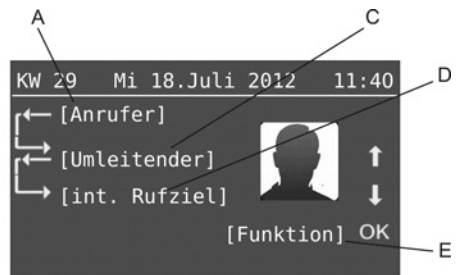 A C
KW 29 Mi 18.Juli 2012 11:40
D
[Anrufer]
[Umleitender]
[int. Rufziel]
[Funktion] OK
E